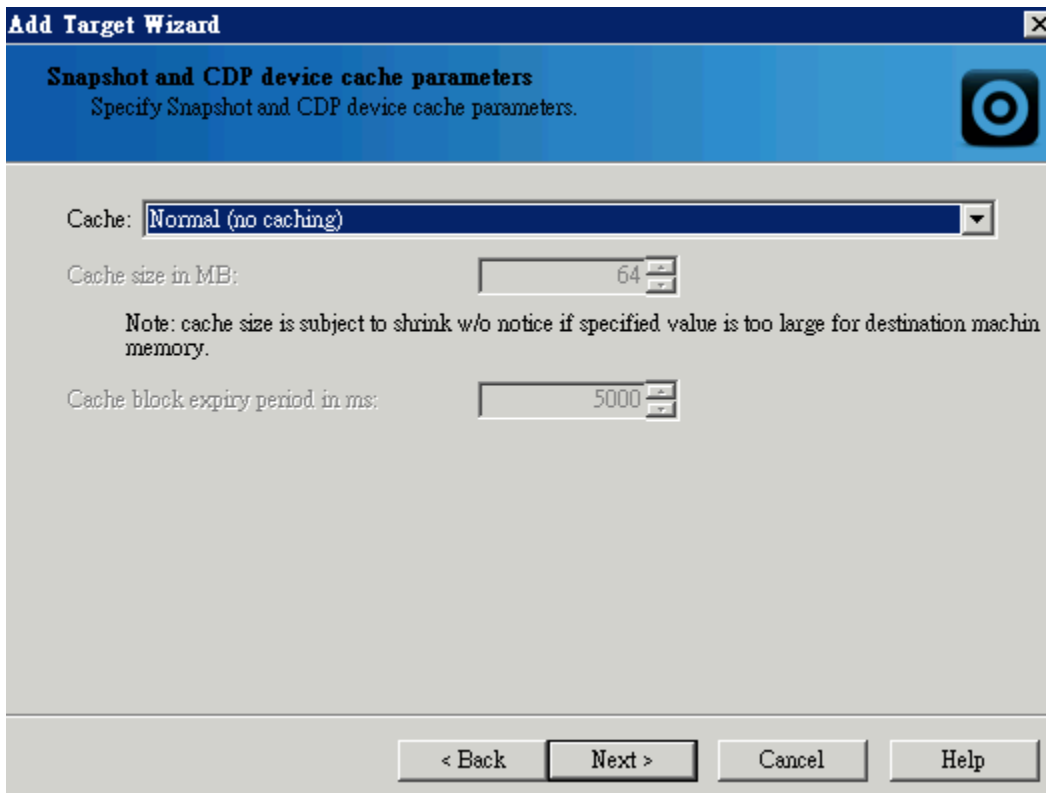 Add Target Wizard
Snapshot and CDP device cache parameters
Specify Snapshot and CDP device cache parameters.
Cache: Normal (no caching)
Cache size in MB: 64
Note: cache size is subject to shrink w/o notice if specified value is too large for destination machin
memory.
Cache block expiry period in ms: 5000
< Back Next > Cancel Help